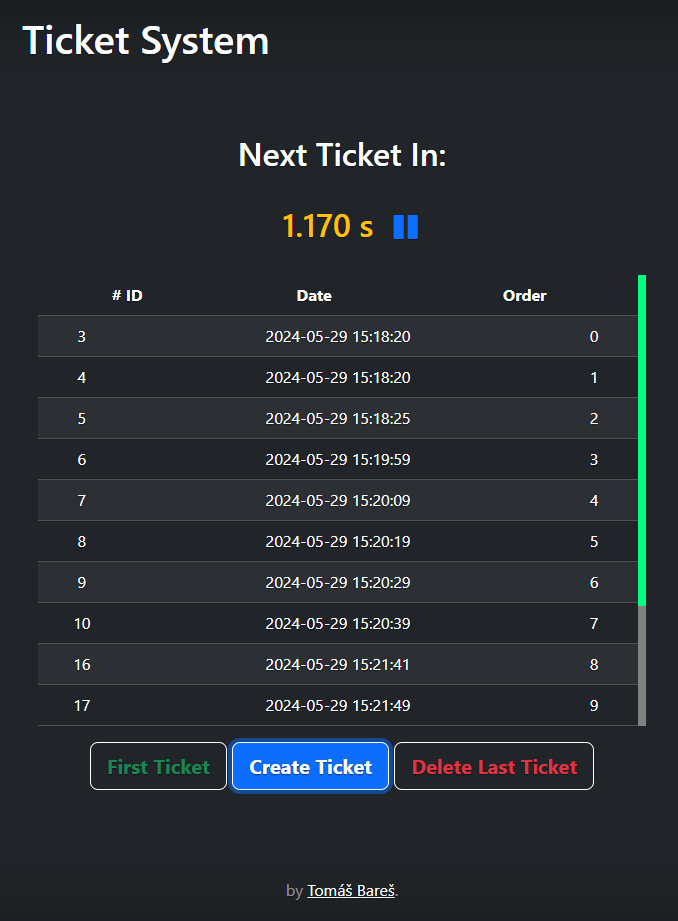 Ticket System
Next Ticket In:
1.170 s
# ID Date Order
3 2024-05-29 15:18:20 0
4 2024-05-29 15:18:20 1
5 2024-05-29 15:18:25 2
6 2024-05-29 15:19:59 3
7 2024-05-29 15:20:09 4
8 2024-05-29 15:20:19 5
9 2024-05-29 15:20:29 6
10 2024-05-29 15:20:39 7
16 2024-05-29 15:21:41 8
17 2024-05-29 15:21:49 9
First Ticket Create Ticket Delete Last Ticket
by Tomáš Bareš.